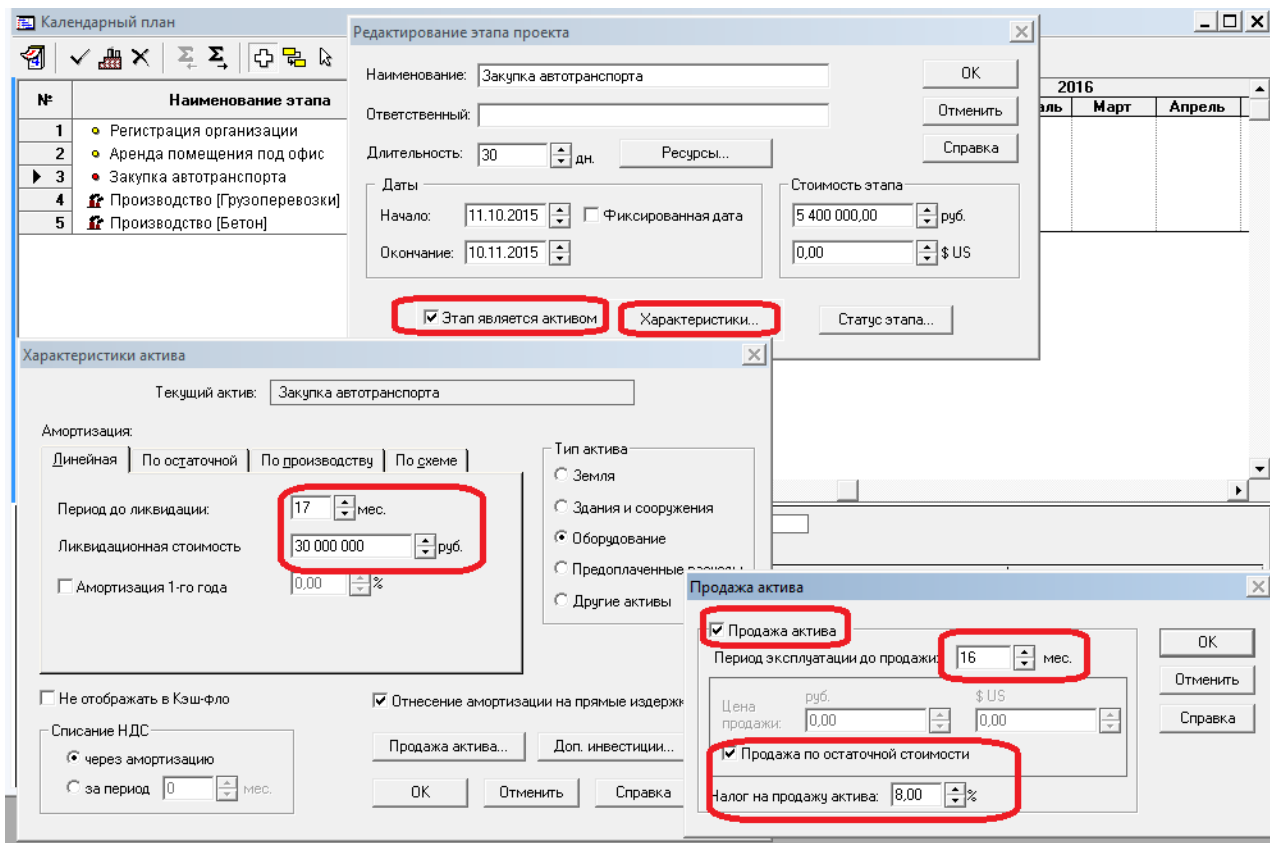 Календарный план
№ Наименование этапа
1 Регистрация организации
2 Аренда помещения под офис
3 Закупка автотранспорта
4 Производство [Грузоперевозки]
5 Производство [Бетон]
2016
Март Апрель
Редактирование этапа проекта
Наименование: Закупка автотранспорта
OK
Ответственный:
Отменить
Длительность: 30 дн. Ресурсы...
Справка
Даты
Начало: 11.10.2015 Фиксированная дата
Окончание: 10.11.2015
Стоимость этапа
5 400 000,00 руб.
0,00 $ US
Этап является активом Характеристики... Статус этапа...
Характеристики актива
Текущий актив: Закупка автотранспорта
Амортизация:
Линейная По остаточной По производству По схеме
Период до ликвидации: 17 мес.
Ликвидационная стоимость 30 000 000 руб.
Амортизация 1-го года 0,00 %
Тип актива
Земля
Здания и сооружения
Оборудование
Предоплаченные расходы
Другие активы
Не отображать в Кэш-Фло
Отнесение амортизации на прямые издержк
Списание НДС
через амортизацию
за период 0 мес.
Продажа актива... Доп. инвестиции...
OK Отменить Справка
Продажа актива
Продажа актива
Период эксплуатации до продажи: 16 мес.
руб. $ US
Цена продажи: 0,00 0,00
Продажа по остаточной стоимости
Налог на продажу актива: 8,00 %
OK
Отменить
Справка